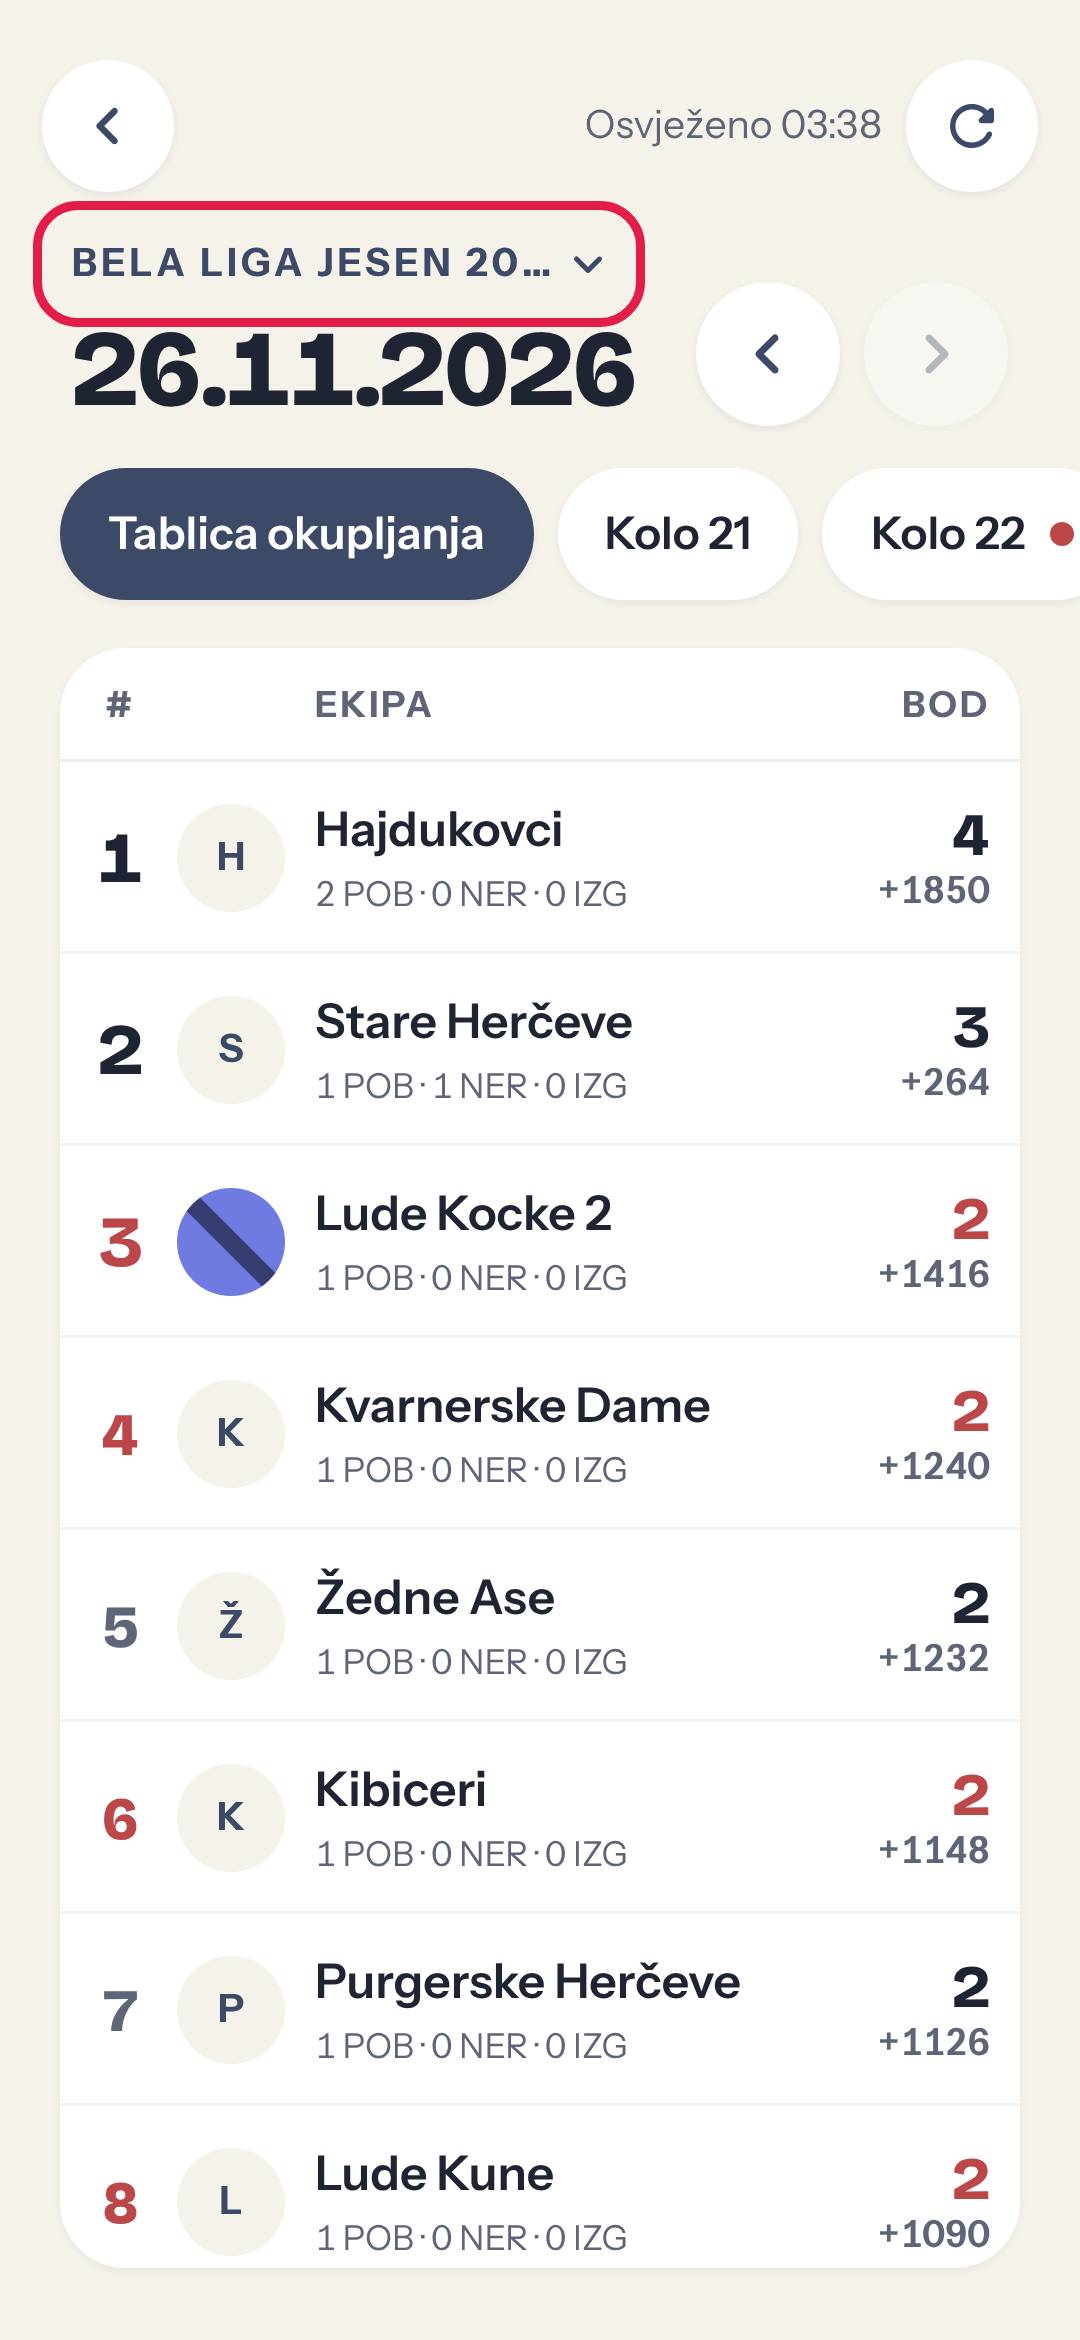 Osvježeno 03:38
BELA LIGA JESEN 20...
26.11.2026
Tablica okupljanja
Kolo 21
Kolo 22
# EKIPA BOD
1 H Hajdukovci 4
2 POB · 0 NER · 0 IZG +1850
2 S Stare Herčeve 3
1 POB · 1 NER · 0 IZG +264
3 Lude Kocke 2 2
1 POB · 0 NER · 0 IZG +1416
4 K Kvarnerske Dame 2
1 POB · 0 NER · 0 IZG +1240
5 Ž Žedne Ase 2
1 POB · 0 NER · 0 IZG +1232
6 K Kibiceri 2
1 POB · 0 NER · 0 IZG +1148
7 P Purgerske Herčeve 2
1 POB · 0 NER · 0 IZG +1126
8 L Lude Kune 2
1 POB · 0 NER · 0 IZG +1090